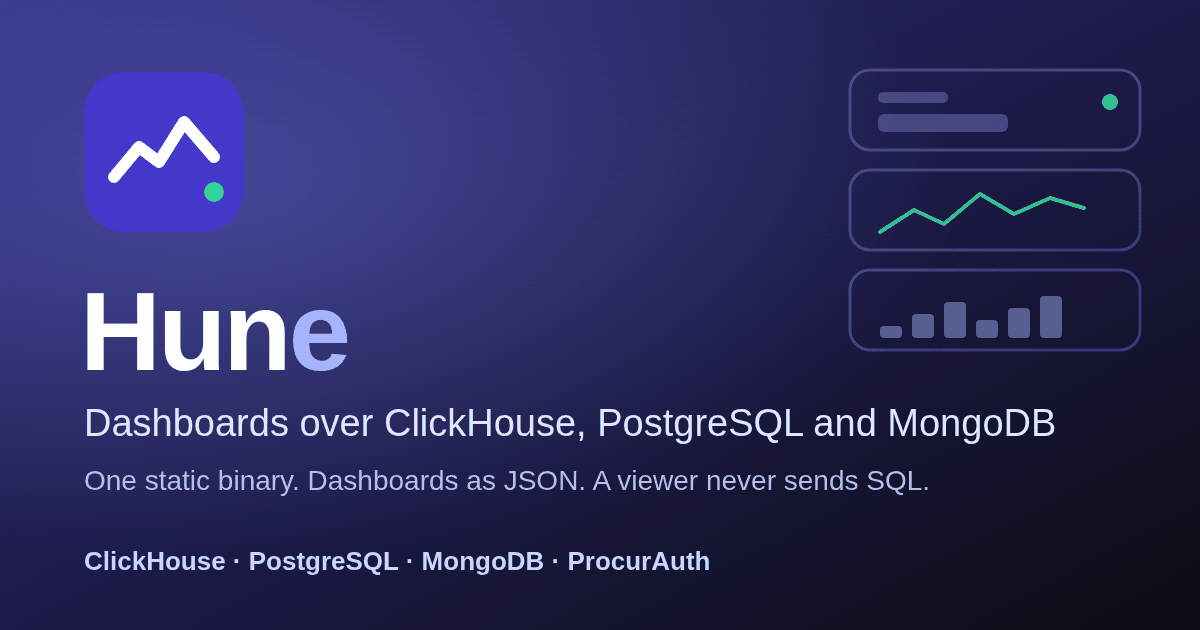 Hune
Dashboards over ClickHouse, PostgreSQL and MongoDB
One static binary. Dashboards as JSON. A viewer never sends SQL.
ClickHouse · PostgreSQL · MongoDB · ProcurAuth